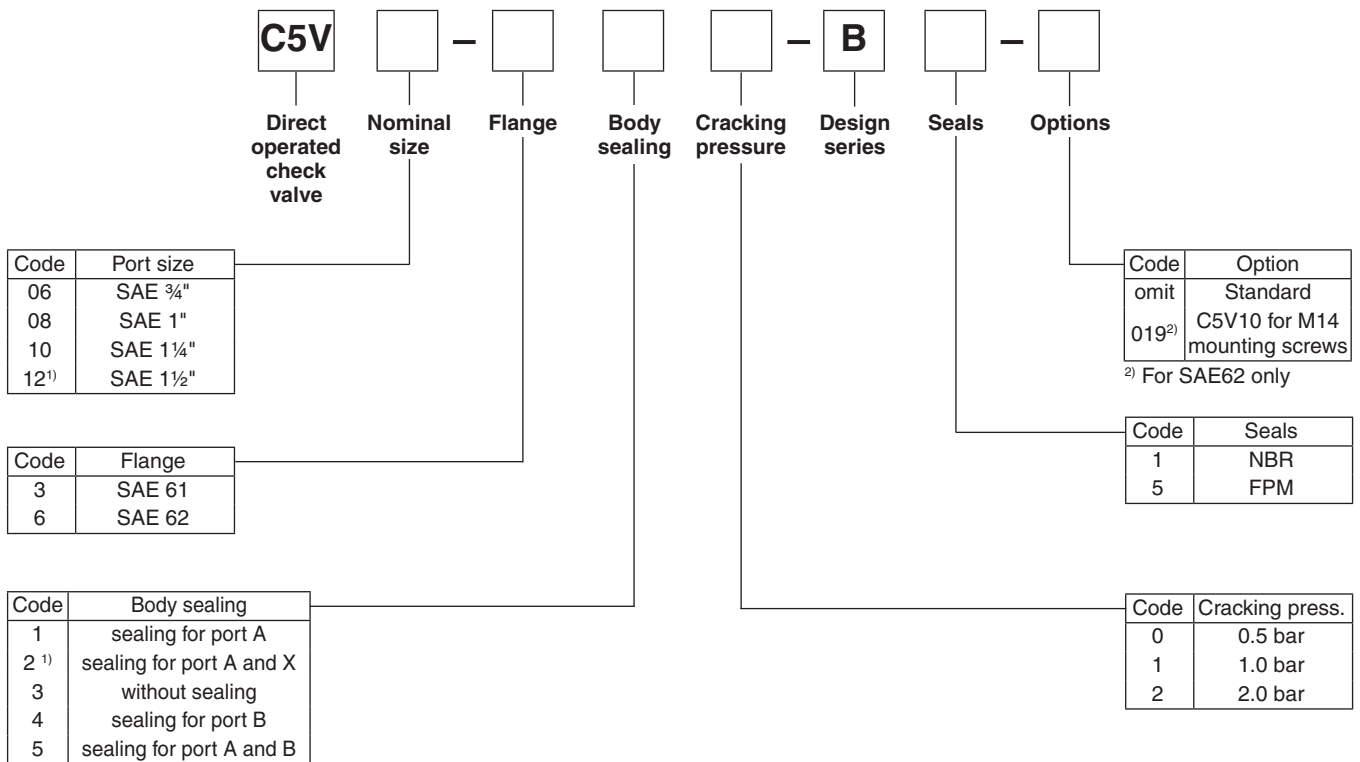 C5V – – B –
Direct operated check valve
Nominal size
Flange
Body sealing
Cracking pressure
Design series
Seals
Options
Code Port size
06 SAE ¾"
08 SAE 1"
10 SAE 1¼"
12¹⁾ SAE 1½"
Code Flange
3 SAE 61
6 SAE 62
Code Body sealing
1 sealing for port A
2 ¹⁾ sealing for port A and X
3 without sealing
4 sealing for port B
5 sealing for port A and B
Code Option
omit Standard
019²⁾ C5V10 for M14 mounting screws
²⁾ For SAE62 only
Code Seals
1 NBR
5 FPM
Code Cracking press.
0 0.5 bar
1 1.0 bar
2 2.0 bar